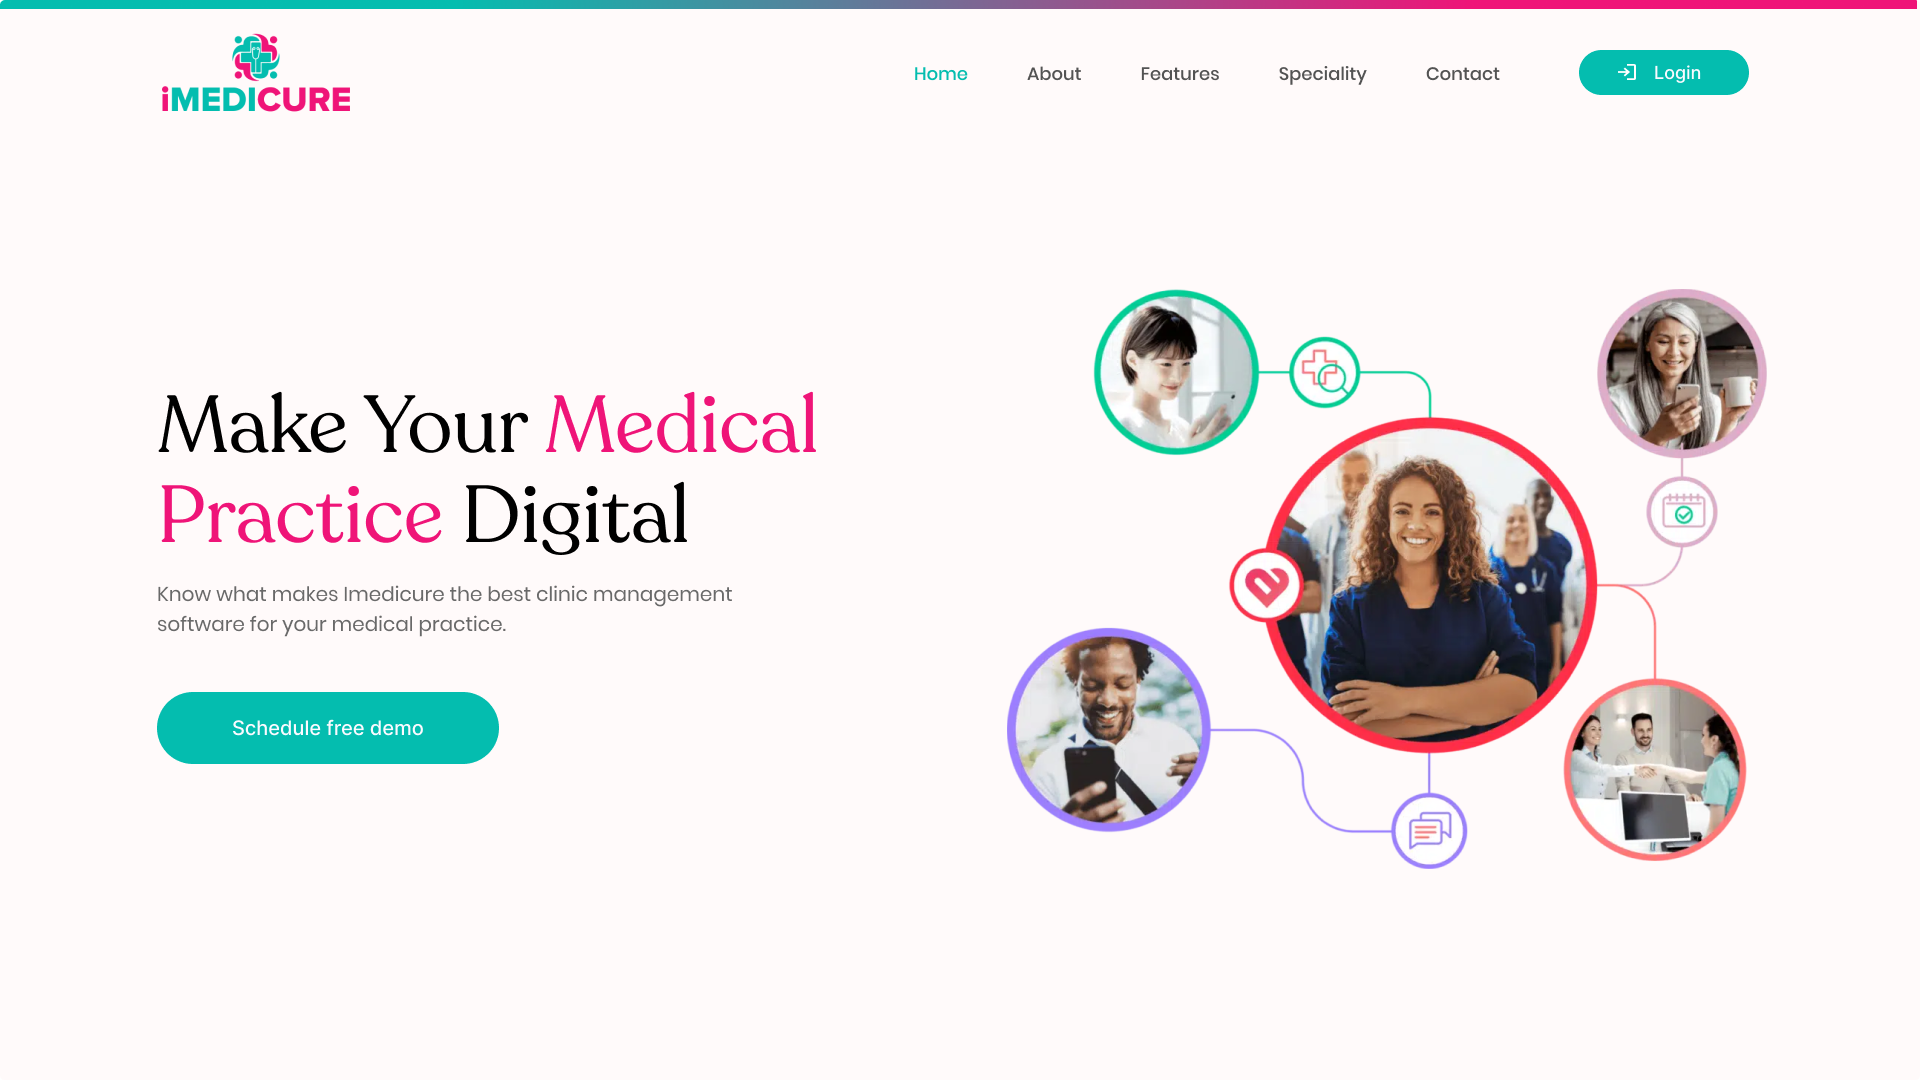 iMEDICURE
Home
About
Features
Speciality
Contact
Login
Make Your Medical
Practice Digital
Know what makes Imedicure the best clinic management
software for your medical practice.
Schedule free demo